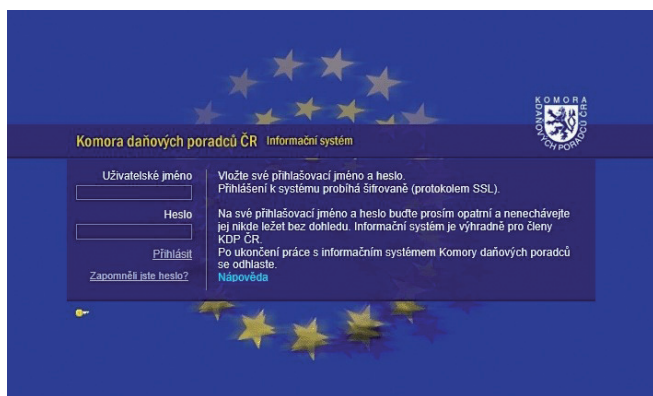 KOMORA DAŇOVÝCH PORADCŮ ČR
Komora daňových poradců ČR Informační systém
Uživatelské jméno
Heslo
Přihlásit
Zapomněli jste heslo?
Vložte své přihlašovací jméno a heslo.
Přihlášení k systému probíhá šifrovaně (protokolem SSL).
Na své přihlašovací jméno a heslo buďte prosím opatrní a nenechávejte
jej nikde ležet bez dohledu. Informační systém je výhradně pro členy
KDP ČR.
Po ukončení práce s informačním systémem Komory daňových poradců
se odhlaste.
Nápověda